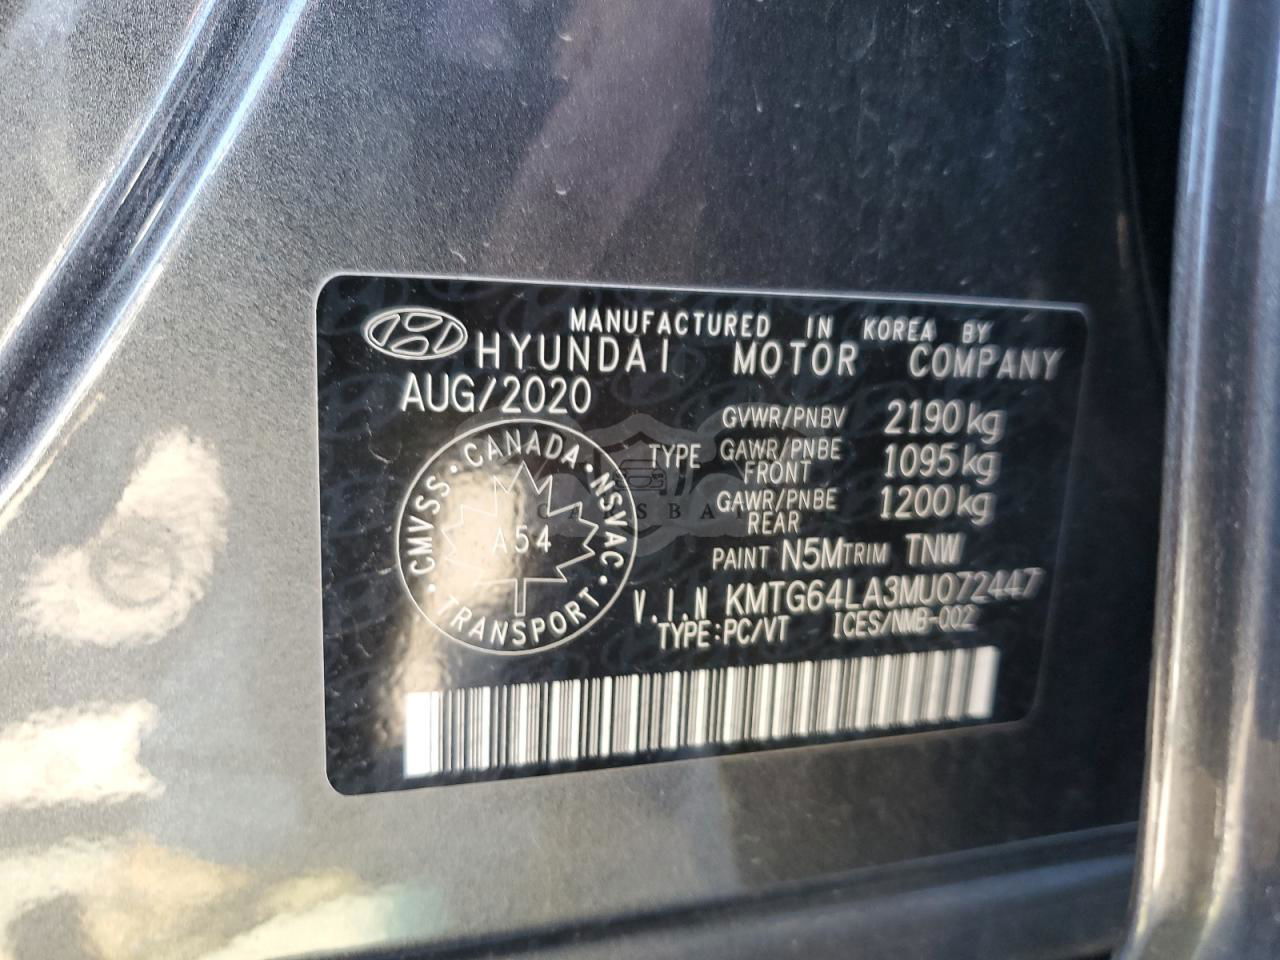 MANUFACTURED IN KOREA BY
HYUNDAI MOTOR COMPANY
AUG/2020
GVWR/PNBV 2190kg
TYPE GAWR/PNBE FRONT 1095kg
GAWR/PNBE REAR 1200kg
PAINT N5M TRIM TNW
V.I.N KMTG64LA3MU072447
TYPE:PC/VT ICES/NMB-002
CMVSS · CANADA · NSVAC · TRANSPORT ·
A54
CARSBAT